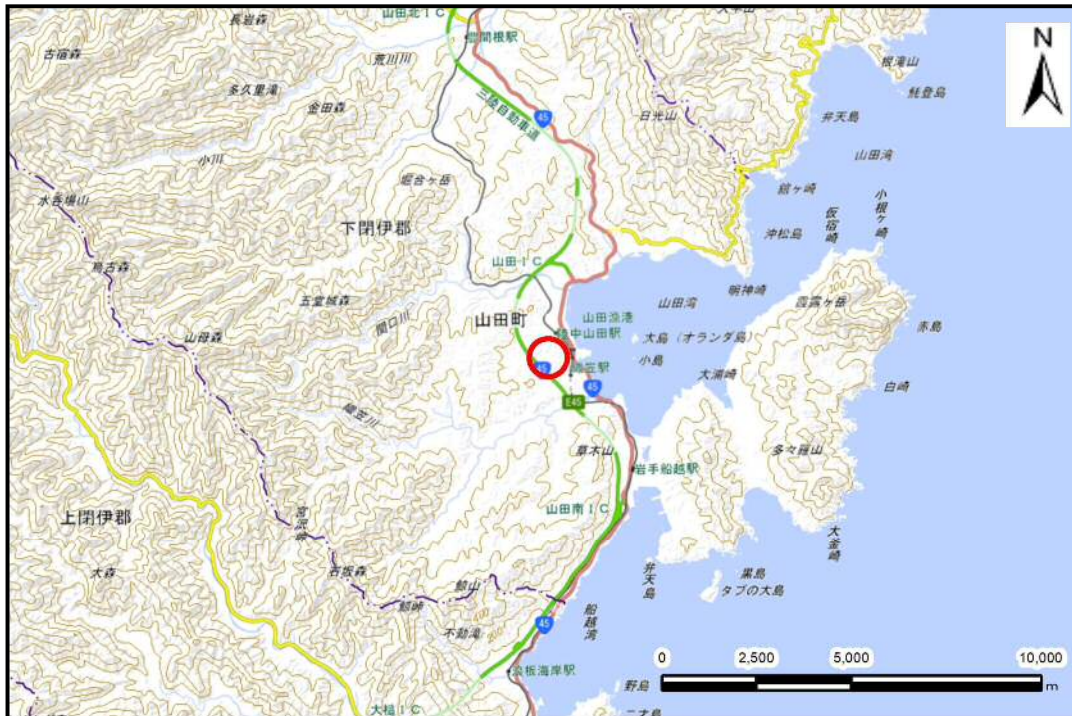 山田北IC
長岩森
豊間根駅
古宿森
荒川川
根滝山
魹登島
多久里滝
金田森
三陸自動車道
45
日光山
弁天島
山田湾
小川
堀合ヶ岳
舘ヶ崎
仮宿崎
小根ヶ崎
水呑場山
下閉伊郡
沖松島
鳥古森
山田IC
明神崎
五堂城森
山田湾
霞露ヶ岳
関口川
山田町
山田漁港
赤島
山母森
陸中山田駅
大島(オランダ島)
小島
織笠駅
大浦崎
45
45
白崎
E45
織笠川
草木山
多々羅山
岩手船越駅
宮沢峠
山田南IC
上閉伊郡
大釜崎
大森
石坂森
鯨山
弁天島
黒島
タブの大島
鯨峠
船越湾
45
不動滝
浪板海岸駅
野島
大槌IC
N
0 2,500 5,000 10,000
m